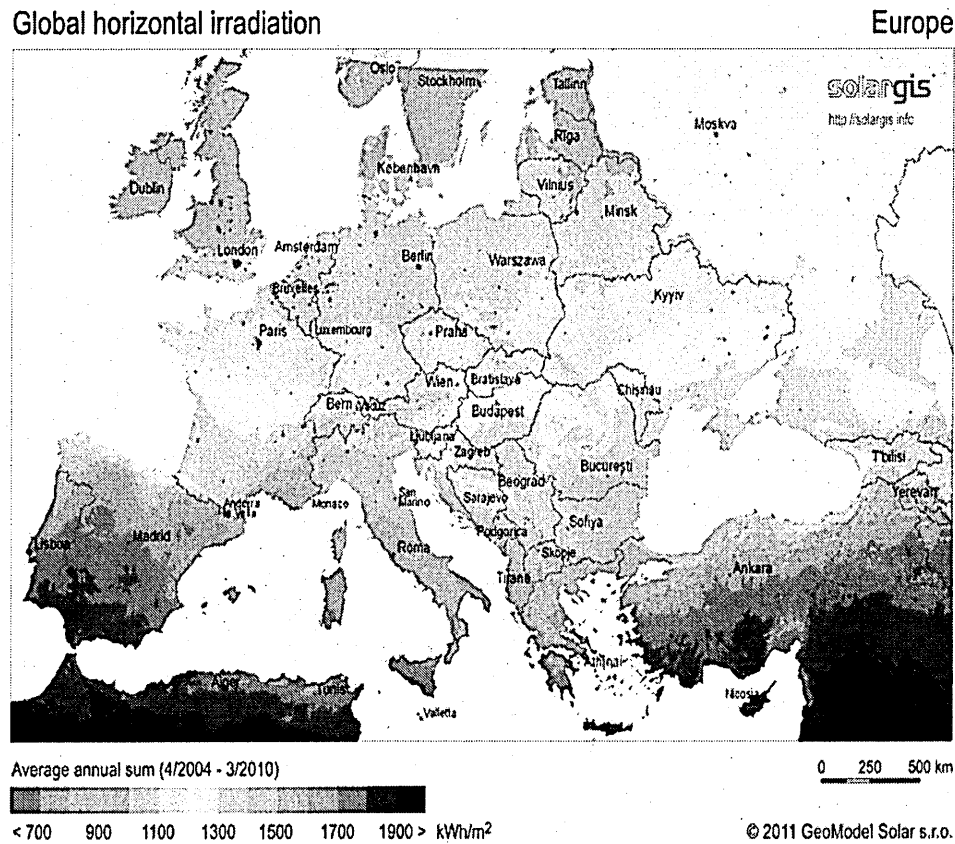 Global horizontal irradiation
Europe
solargis
http://solargis.info
Oslo
Stockholm
Tallinn
Rīga
Moskva
København
Dublin
Vilnius
Minsk
London
Amsterdam
Berlin
Warszawa
Bruxelles
Kyyiv
Paris
Luxembourg
Praha
Wien
Bratislava
Chişinău
Bern
Vaduz
Budapest
Ljubljana
Zagreb
Bucureşti
T'bilisi
Beograd
Yerevan
Andorra la Vella
Monaco
San Marino
Sarajevo
Lisboa
Madrid
Podgorica
Sofiya
Roma
Skopje
Tirana
Ankara
Athinai
Alger
Tunis
Nicosia
Valletta
Average annual sum (4/2004 - 3/2010)
0 250 500 km
< 700 900 1100 1300 1500 1700 1900 > kWh/m²
© 2011 GeoModel Solar s.r.o.